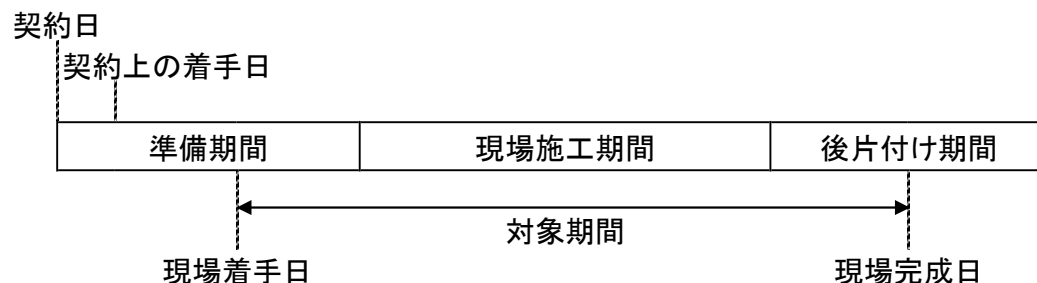 契約日
契約上の着手日
準備期間
現場施工期間
後片付け期間
対象期間
現場着手日
現場完成日